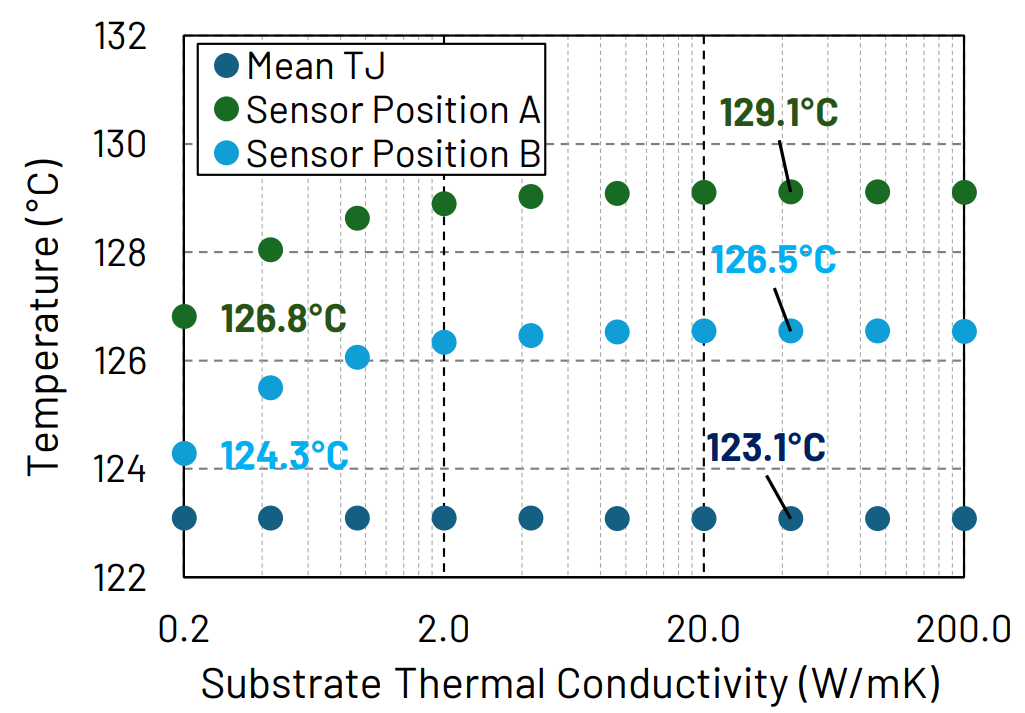 132
Mean TJ
Sensor Position A
129.1°C
130
Sensor Position B
128
126.5°C
126.8°C
126
124.3°C
123.1°C
124
122
0.2 2.0 20.0 200.0
Temperature (°C)
Substrate Thermal Conductivity (W/mK)